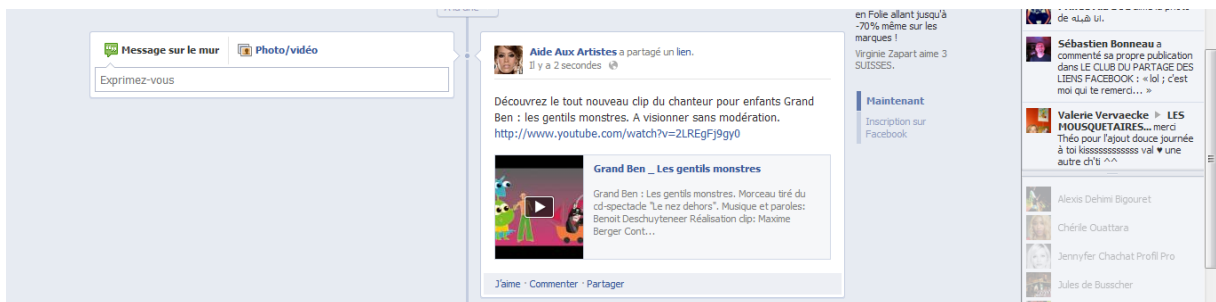 Message sur le mur
Photo/vidéo
Exprimez-vous
Aide Aux Artistes a partagé un lien.
Il y a 2 secondes
Découvrez le tout nouveau clip du chanteur pour enfants Grand
Ben : les gentils monstres. A visionner sans modération.
http://www.youtube.com/watch?v=2LREgFj9gy0
Grand Ben _ Les gentils monstres
Grand Ben : Les gentils monstres. Morceau tiré du
cd-spectacle "Le nez dehors". Musique et paroles:
Benoit Deschuyteneer Réalisation clip: Maxime
Berger Cont...
J'aime · Commenter · Partager
en Folie allant jusqu'à
-70% même sur les
marques !
Virginie Zapart aime 3
SUISSES.
Maintenant
Inscription sur
Facebook
de انا هبله.
Sébastien Bonneau a
commenté sa propre publication
dans LE CLUB DU PARTAGE DES
LIENS FACEBOOK : « lol ; c'est
moi qui te remerci... »
Valerie Vervaecke ▶ LES
MOUSQUETAIRES... merci
Théo pour l'ajout douce journée
à toi kissssssssssss val ♥ une
autre ch'ti ^^
Alexis Dehimi Bigouret
Chérile Ouattara
Jennyfer Chachat Profil Pro
Jules de Busscher